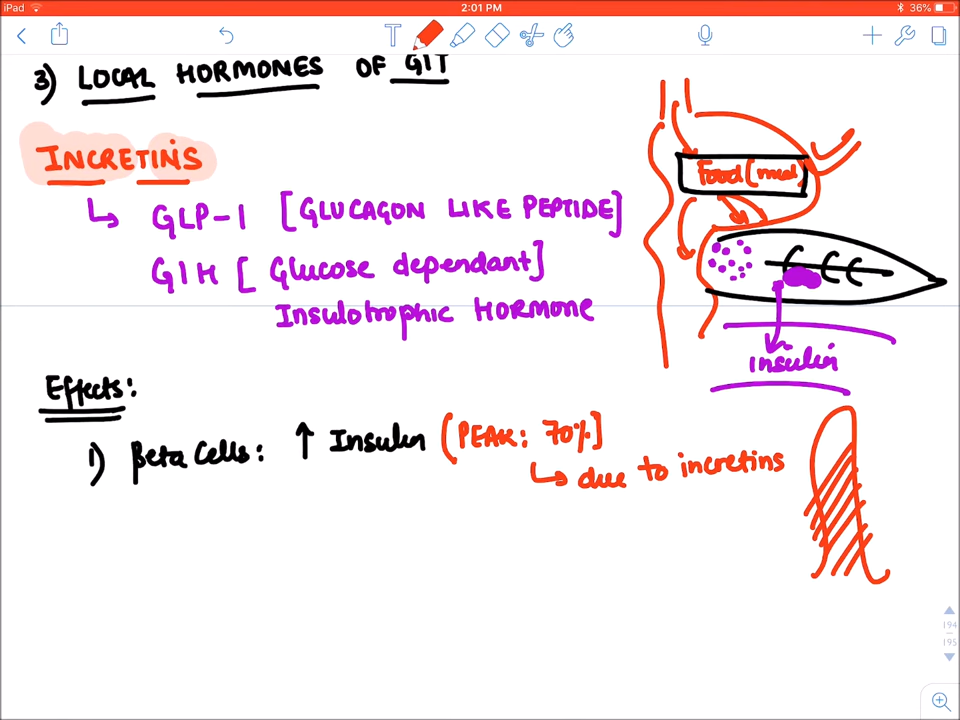 iPad
2:01 PM
36%
T
3) LOCAL HORMONES OF GIT
INCRETINS
GLP-1 [GLUCAGON LIKE PEPTIDE]
GIH [Glucose dependant]
Insulotrophic HORMONE
Food (meal)
Insulin
Effects:
1) Beta Cells: ↑ Insulin (PEAK: 70%]
↳ due to incretins
194
195